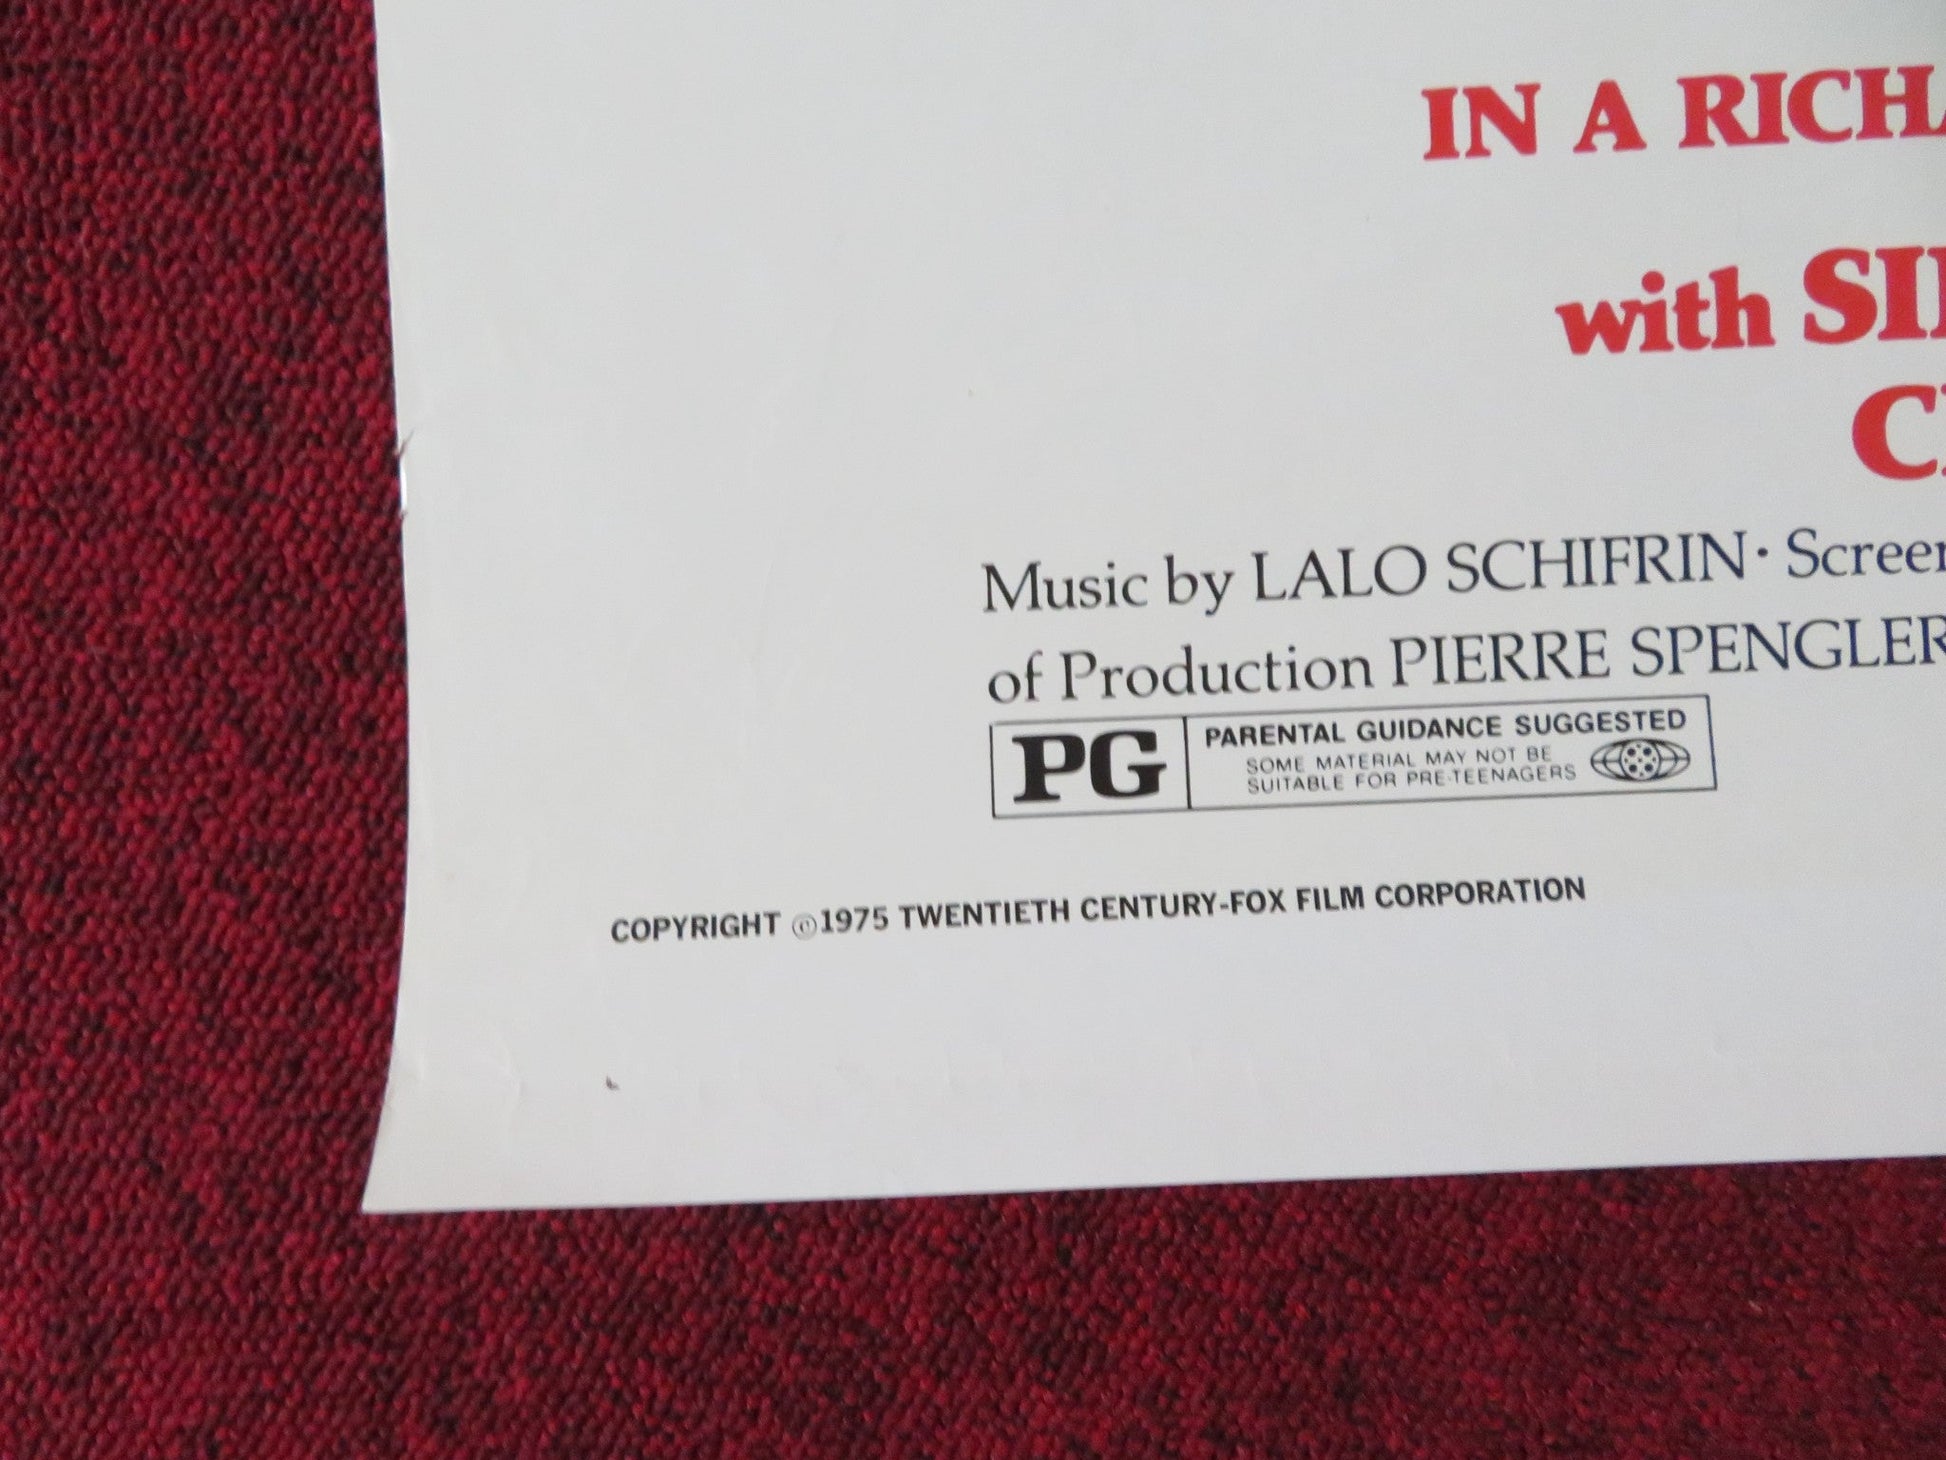 IN A RICHA
with SI
C
Music by LALO SCHIFRIN · Screen
of Production PIERRE SPENGLER
PG PARENTAL GUIDANCE SUGGESTED
SOME MATERIAL MAY NOT BE
SUITABLE FOR PRE-TEENAGERS
COPYRIGHT ©1975 TWENTIETH CENTURY-FOX FILM CORPORATION